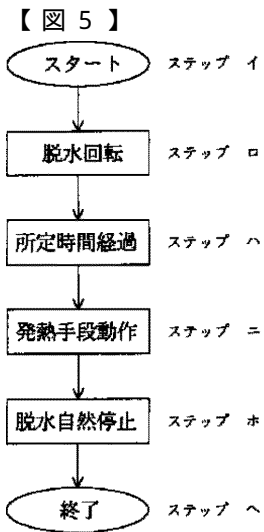 【図５】
スタート ステップ イ
脱水回転 ステップ ロ
所定時間経過 ステップ ハ
発熱手段動作 ステップ ニ
脱水自然停止 ステップ ホ
終了 ステップ ヘ